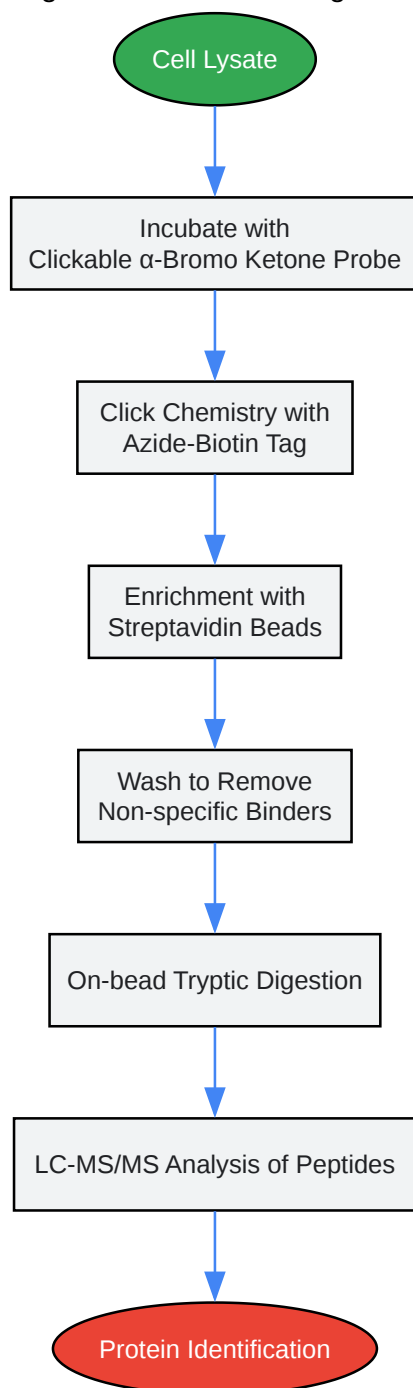 Cell Lysate
Incubate with
Clickable α-Bromo Ketone Probe
Click Chemistry with
Azide-Biotin Tag
Enrichment with
Streptavidin Beads
Wash to Remove
Non-specific Binders
On-bead Tryptic Digestion
LC-MS/MS Analysis of Peptides
Protein Identification